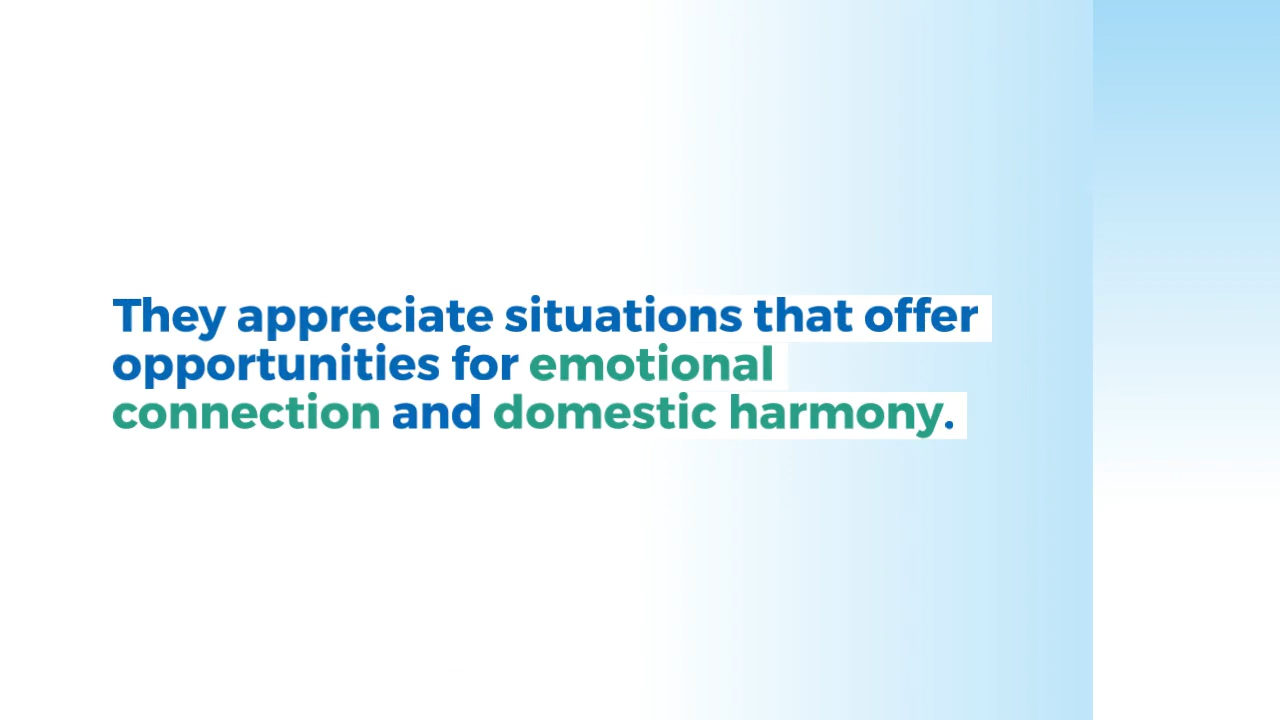 They appreciate situations that offer
opportunities for emotional
connection and domestic harmony.